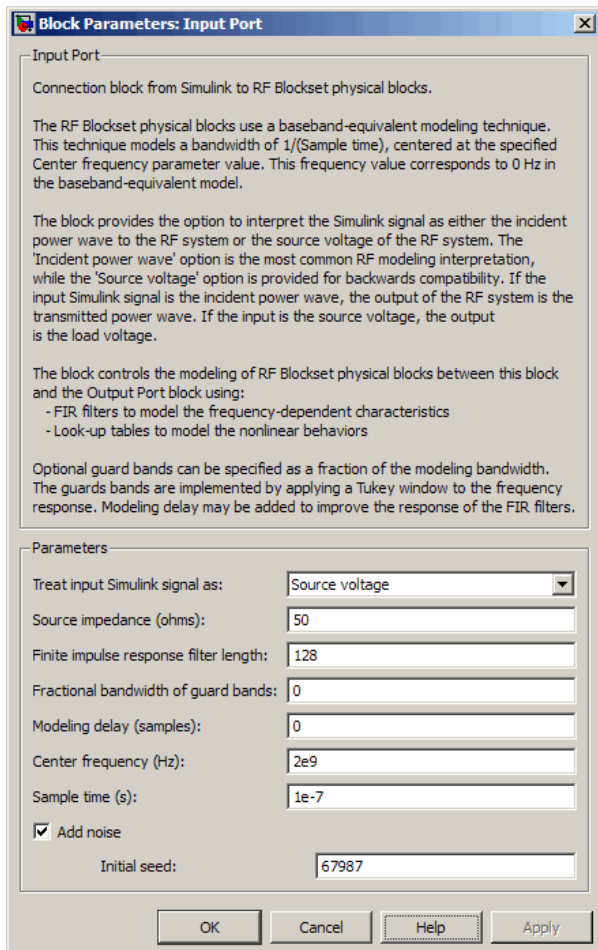 Block Parameters: Input Port
Input Port
Connection block from Simulink to RF Blockset physical blocks.
The RF Blockset physical blocks use a baseband-equivalent modeling technique.
This technique models a bandwidth of 1/(Sample time), centered at the specified
Center frequency parameter value. This frequency value corresponds to 0 Hz in
the baseband-equivalent model.
The block provides the option to interpret the Simulink signal as either the incident
power wave to the RF system or the source voltage of the RF system. The
'Incident power wave' option is the most common RF modeling interpretation,
while the 'Source voltage' option is provided for backwards compatibility. If the
input Simulink signal is the incident power wave, the output of the RF system is the
transmitted power wave. If the input is the source voltage, the output
is the load voltage.
The block controls the modeling of RF Blockset physical blocks between this block
and the Output Port block using:
- FIR filters to model the frequency-dependent characteristics
- Look-up tables to model the nonlinear behaviors
Optional guard bands can be specified as a fraction of the modeling bandwidth.
The guards bands are implemented by applying a Tukey window to the frequency
response. Modeling delay may be added to improve the response of the FIR filters.
Parameters
Treat input Simulink signal as: Source voltage
Source impedance (ohms): 50
Finite impulse response filter length: 128
Fractional bandwidth of guard bands: 0
Modeling delay (samples): 0
Center frequency (Hz): 2e9
Sample time (s): 1e-7
Add noise
Initial seed: 67987
OK Cancel Help Apply